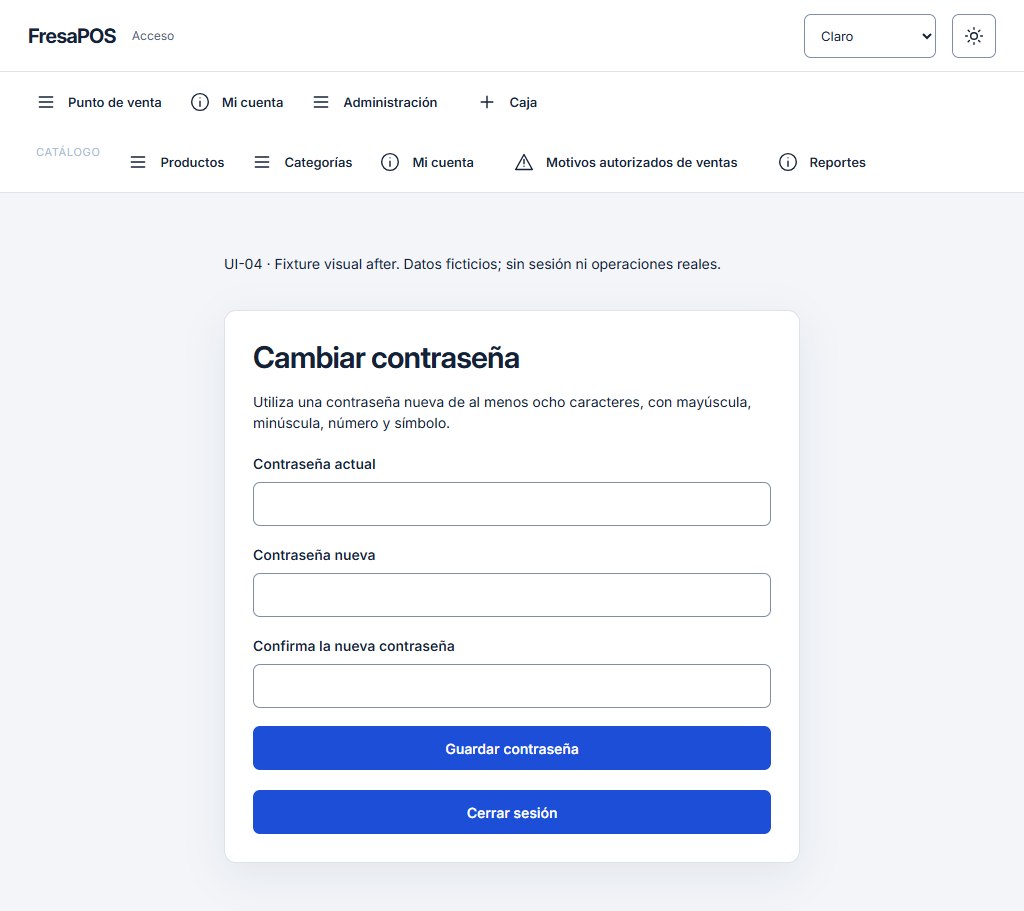 FresaPOS Acceso Claro
Punto de venta Mi cuenta Administración Caja
CATÁLOGO Productos Categorías Mi cuenta Motivos autorizados de ventas Reportes
UI-04 · Fixture visual after. Datos ficticios; sin sesión ni operaciones reales.
Cambiar contraseña
Utiliza una contraseña nueva de al menos ocho caracteres, con mayúscula,
minúscula, número y símbolo.
Contraseña actual
Contraseña nueva
Confirma la nueva contraseña
Guardar contraseña
Cerrar sesión